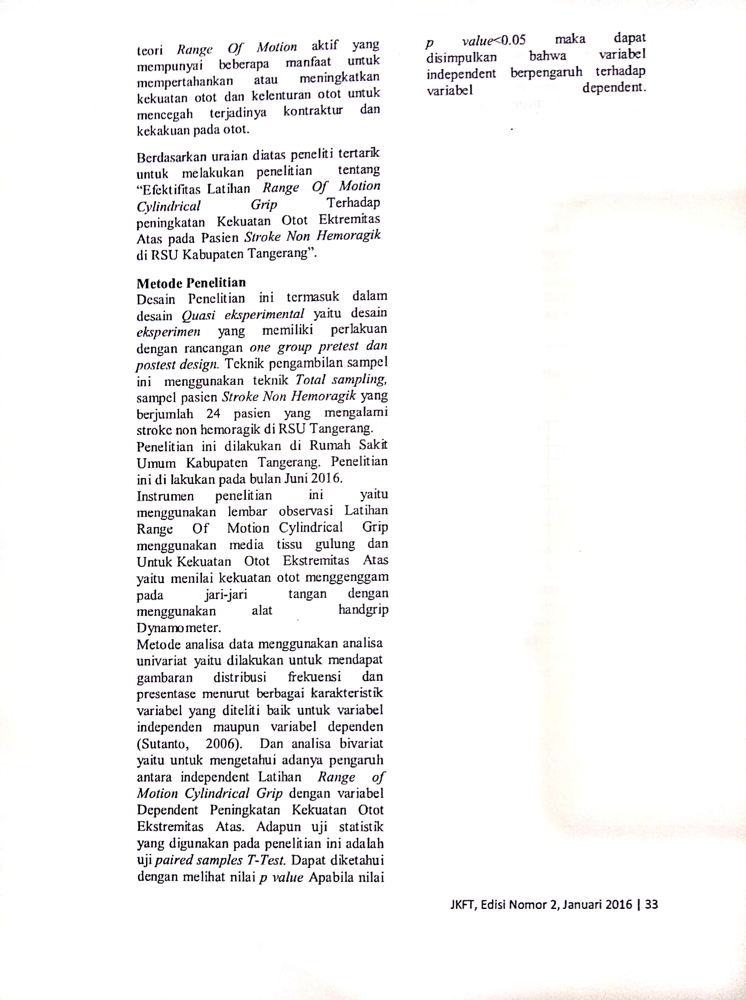 teori Range Of Motion aktif yang
mempunyai beberapa manfaat untuk
mempertahankan atau meningkatkan
kekuatan otot dan kelenturan otot untuk
mencegah terjadinya kontraktur dan
kekakuan pada otot.
Berdasarkan uraian diatas peneliti tertarik
untuk melakukan penelitian tentang
“Efektifitas Latihan Range Of Motion
Cylindrical Grip Terhadap
peningkatan Kekuatan Otot Ektremitas
Atas pada Pasien Stroke Non Hemoragik
di RSU Kabupaten Tangerang”.
Metode Penelitian
Desain Penelitian ini termasuk dalam
desain Quasi eksperimental yaitu desain
eksperimen yang memiliki perlakuan
dengan rancangan one group pretest dan
postest design. Teknik pengambilan sampel
ini menggunakan teknik Total sampling,
sampel pasien Stroke Non Hemoragik yang
berjumlah 24 pasien yang mengalami
stroke non hemoragik di RSU Tangerang.
Penelitian ini dilakukan di Rumah Sakit
Umum Kabupaten Tangerang. Penelitian
ini di lakukan pada bulan Juni 2016.
Instrumen penelitian ini yaitu
menggunakan lembar observasi Latihan
Range Of Motion Cylindrical Grip
menggunakan media tissu gulung dan
Untuk Kekuatan Otot Ekstremitas Atas
yaitu menilai kekuatan otot menggenggam
pada jari-jari tangan dengan
menggunakan alat handgrip
Dynamometer.
Metode analisa data menggunakan analisa
univariat yaitu dilakukan untuk mendapat
gambaran distribusi frekuensi dan
presentase menurut berbagai karakteristik
variabel yang diteliti baik untuk variabel
independen maupun variabel dependen
(Sutanto, 2006). Dan analisa bivariat
yaitu untuk mengetahui adanya pengaruh
antara independent Latihan Range of
Motion Cylindrical Grip dengan variabel
Dependent Peningkatan Kekuatan Otot
Ekstremitas Atas. Adapun uji statistik
yang digunakan pada penelitian ini adalah
uji paired samples T-Test. Dapat diketahui
dengan melihat nilai p value Apabila nilai
p value<0.05 maka dapat
disimpulkan bahwa variabel
independent berpengaruh terhadap
variabel dependent.
JKFT, Edisi Nomor 2, Januari 2016 | 33